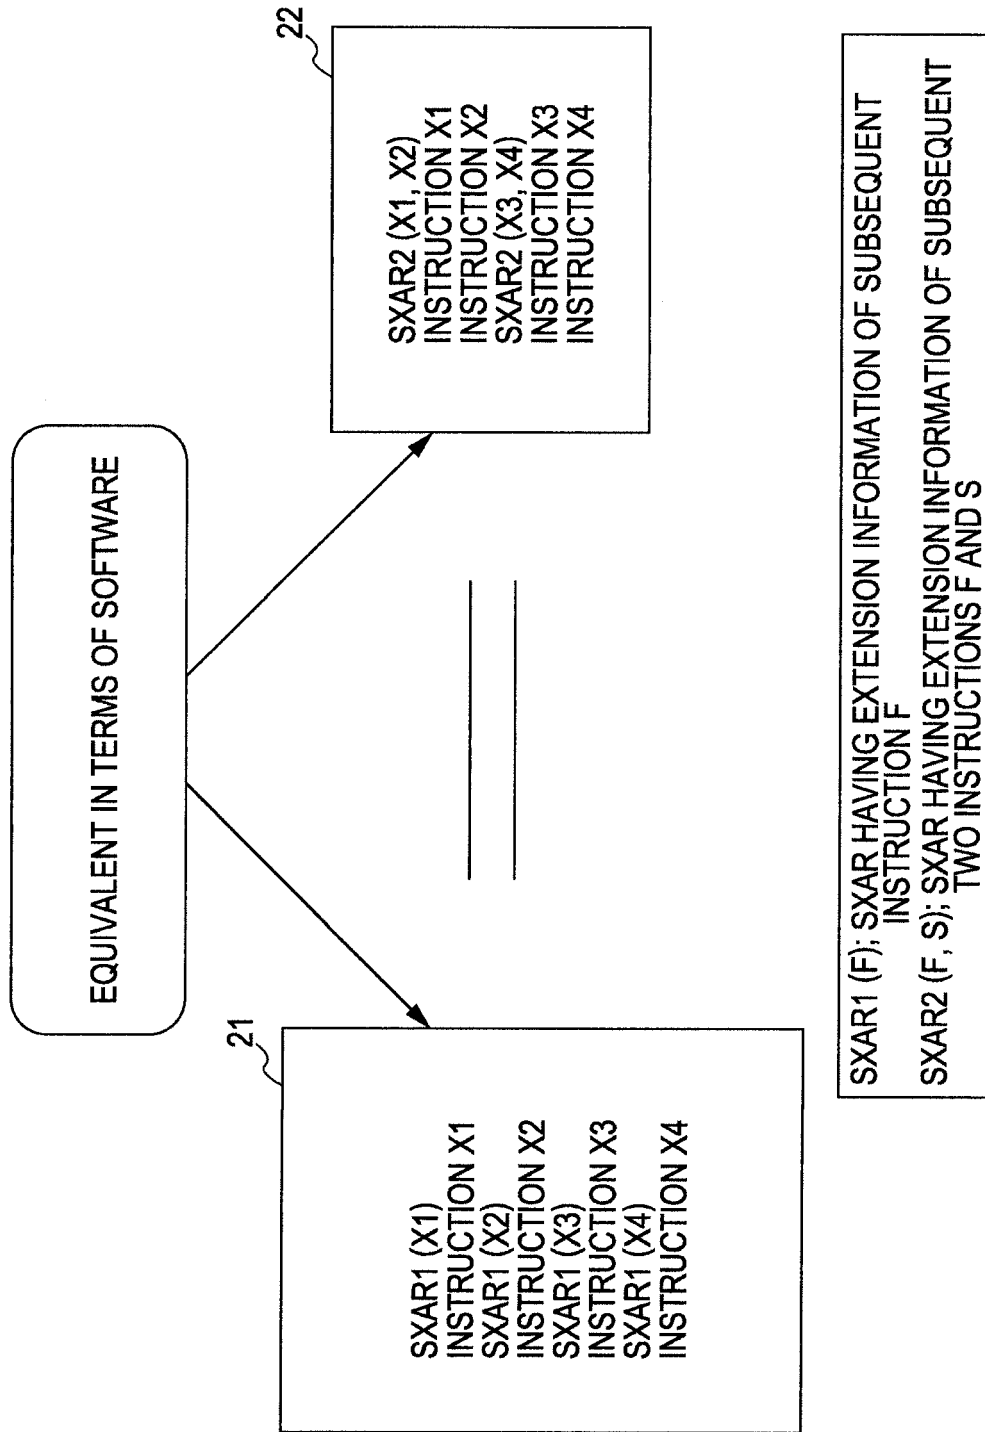 EQUIVALENT IN TERMS OF SOFTWARE
21
SXAR1 (X1)
INSTRUCTION X1
SXAR1 (X2)
INSTRUCTION X2
SXAR1 (X3)
INSTRUCTION X3
SXAR1 (X4)
INSTRUCTION X4
22
SXAR2 (X1, X2)
INSTRUCTION X1
INSTRUCTION X2
SXAR2 (X3, X4)
INSTRUCTION X3
INSTRUCTION X4
SXAR1 (F); SXAR HAVING EXTENSION INFORMATION OF SUBSEQUENT
INSTRUCTION F
SXAR2 (F, S); SXAR HAVING EXTENSION INFORMATION OF SUBSEQUENT
TWO INSTRUCTIONS F AND S